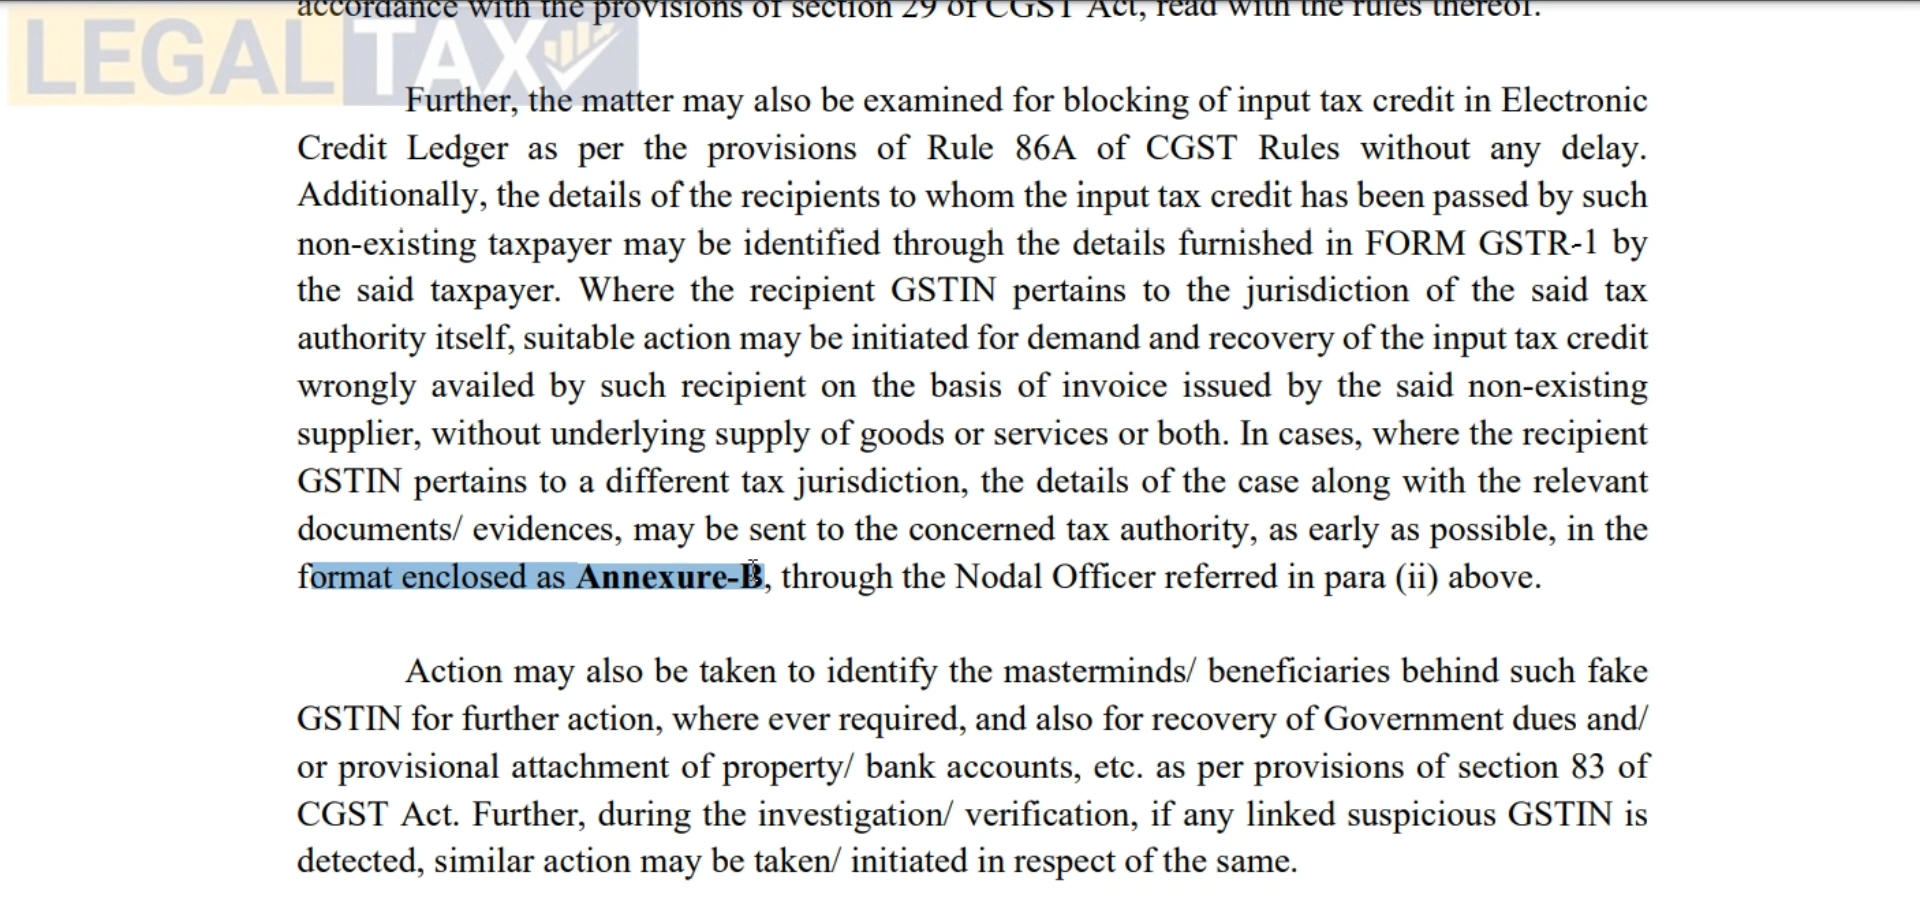 accordance with the provisions of section 29 of CGST Act, read with the rules thereof.
LEGAL TAX
Further, the matter may also be examined for blocking of input tax credit in Electronic
Credit Ledger as per the provisions of Rule 86A of CGST Rules without any delay.
Additionally, the details of the recipients to whom the input tax credit has been passed by such
non-existing taxpayer may be identified through the details furnished in FORM GSTR-1 by
the said taxpayer. Where the recipient GSTIN pertains to the jurisdiction of the said tax
authority itself, suitable action may be initiated for demand and recovery of the input tax credit
wrongly availed by such recipient on the basis of invoice issued by the said non-existing
supplier, without underlying supply of goods or services or both. In cases, where the recipient
GSTIN pertains to a different tax jurisdiction, the details of the case along with the relevant
documents/ evidences, may be sent to the concerned tax authority, as early as possible, in the
format enclosed as Annexure-B, through the Nodal Officer referred in para (ii) above.
Action may also be taken to identify the masterminds/ beneficiaries behind such fake
GSTIN for further action, where ever required, and also for recovery of Government dues and/
or provisional attachment of property/ bank accounts, etc. as per provisions of section 83 of
CGST Act. Further, during the investigation/ verification, if any linked suspicious GSTIN is
detected, similar action may be taken/ initiated in respect of the same.